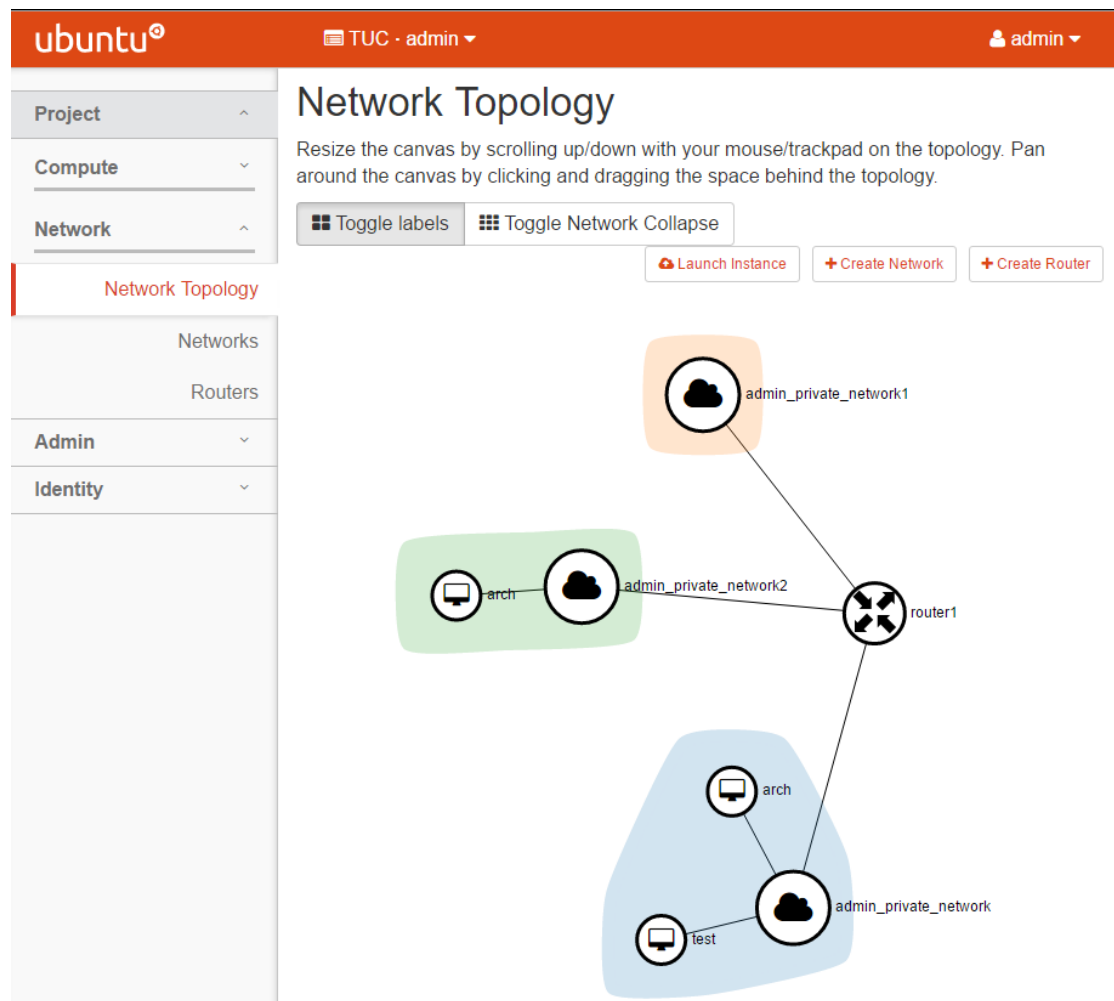 ubuntu
TUC · admin
admin
Project
Compute
Network
Network Topology
Networks
Routers
Admin
Identity
Network Topology
Resize the canvas by scrolling up/down with your mouse/trackpad on the topology. Pan
around the canvas by clicking and dragging the space behind the topology.
Toggle labels
Toggle Network Collapse
Launch Instance
Create Network
Create Router
admin_private_network1
arch
admin_private_network2
router1
arch
admin_private_network
test